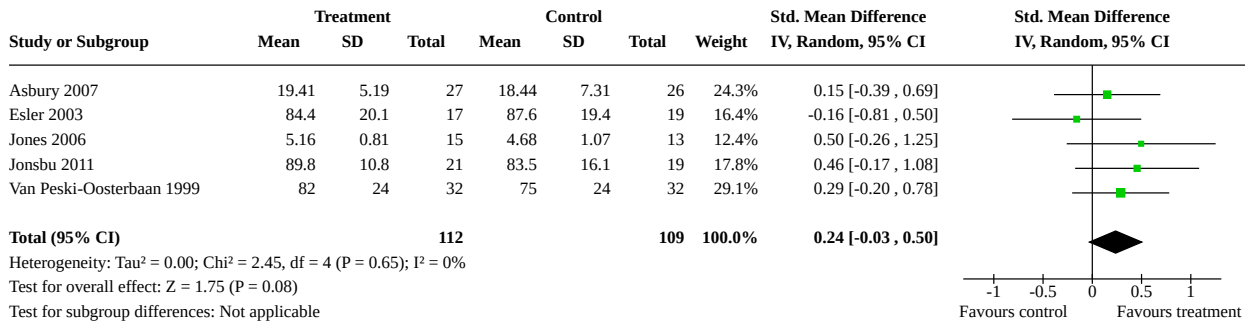 Treatment Control Std. Mean Difference Std. Mean Difference
Study or Subgroup Mean SD Total Mean SD Total Weight IV, Random, 95% CI IV, Random, 95% CI
Asbury 2007 19.41 5.19 27 18.44 7.31 26 24.3% 0.15 [-0.39 , 0.69]
Esler 2003 84.4 20.1 17 87.6 19.4 19 16.4% -0.16 [-0.81 , 0.50]
Jones 2006 5.16 0.81 15 4.68 1.07 13 12.4% 0.50 [-0.26 , 1.25]
Jonsbu 2011 89.8 10.8 21 83.5 16.1 19 17.8% 0.46 [-0.17 , 1.08]
Van Peski-Oosterbaan 1999 82 24 32 75 24 32 29.1% 0.29 [-0.20 , 0.78]
Total (95% CI) 112 109 100.0% 0.24 [-0.03 , 0.50]
Heterogeneity: Tau² = 0.00; Chi² = 2.45, df = 4 (P = 0.65); I² = 0%
Test for overall effect: Z = 1.75 (P = 0.08)
Test for subgroup differences: Not applicable
-1 -0.5 0 0.5 1
Favours control Favours treatment